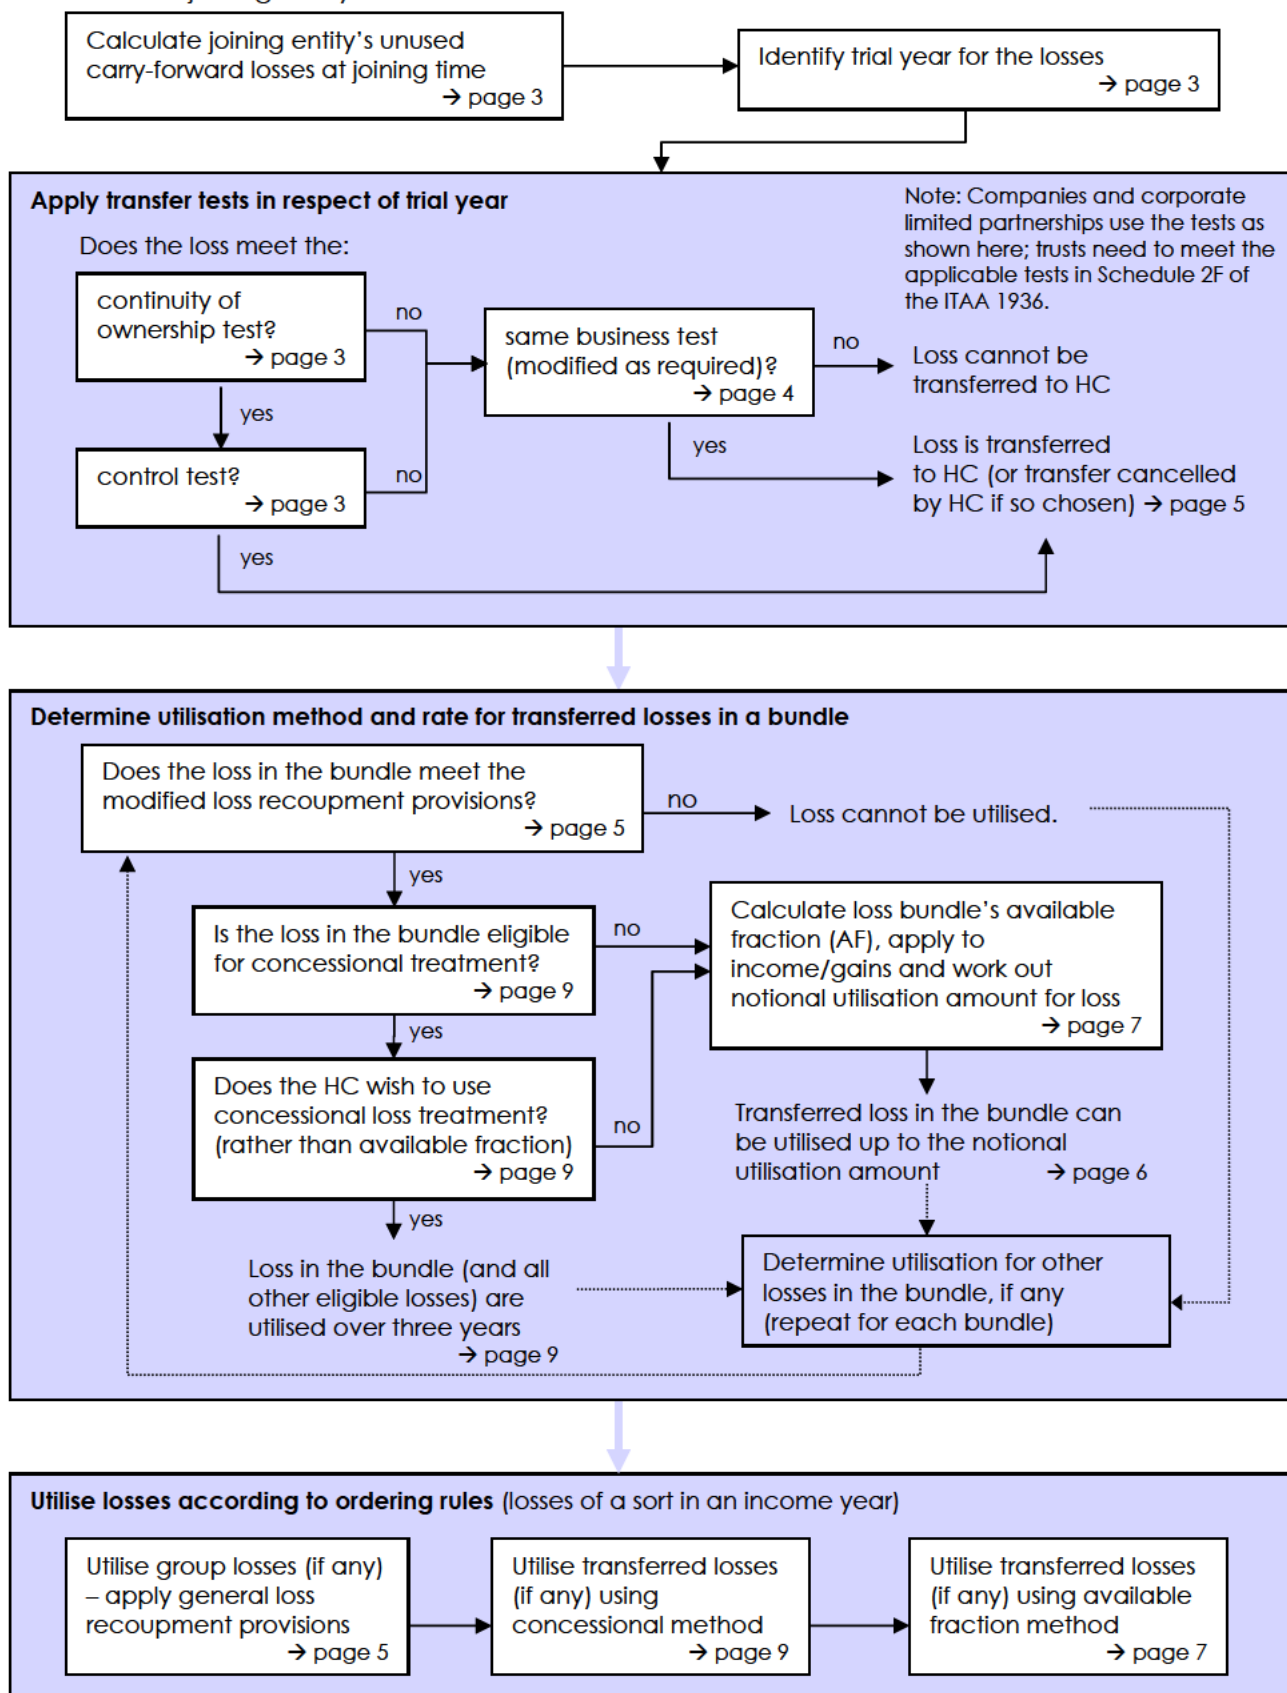 Calculate joining entity's unused
carry-forward losses at joining time
→ page 3
Identify trial year for the losses
→ page 3
Apply transfer tests in respect of trial year
Note: Companies and corporate
limited partnerships use the tests as
shown here; trusts need to meet the
applicable tests in Schedule 2F of
the ITAA 1936.
Does the loss meet the:
continuity of
ownership test?
→ page 3
no
same business test
(modified as required)?
→ page 4
no
Loss cannot be
transferred to HC
yes
yes
Loss is transferred
to HC (or transfer cancelled
by HC if so chosen) → page 5
control test?
→ page 3
no
yes
Determine utilisation method and rate for transferred losses in a bundle
Does the loss in the bundle meet the
modified loss recoupment provisions?
→ page 5
no
Loss cannot be utilised.
yes
Is the loss in the bundle eligible
for concessional treatment?
→ page 9
no
Calculate loss bundle's available
fraction (AF), apply to
income/gains and work out
notional utilisation amount for loss
→ page 7
yes
Does the HC wish to use
concessional loss treatment?
(rather than available fraction)
→ page 9
no
Transferred loss in the bundle can
be utilised up to the notional
utilisation amount → page 6
yes
Loss in the bundle (and all
other eligible losses) are
utilised over three years
→ page 9
Determine utilisation for other
losses in the bundle, if any
(repeat for each bundle)
Utilise losses according to ordering rules (losses of a sort in an income year)
Utilise group losses (if any)
– apply general loss
recoupment provisions
→ page 5
Utilise transferred losses
(if any) using
concessional method
→ page 9
Utilise transferred losses
(if any) using available
fraction method
→ page 7